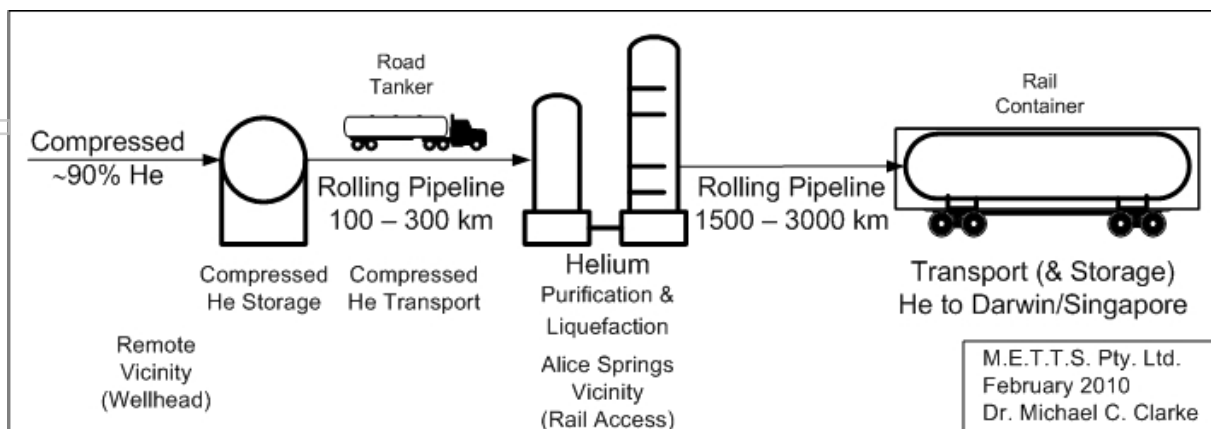 Compressed
~90% He
Compressed
He Storage
Remote
Vicinity
(Wellhead)
Road
Tanker
Rolling Pipeline
100 – 300 km
Compressed
He Transport
Helium
Purification &
Liquefaction
Alice Springs
Vicinity
(Rail Access)
Rolling Pipeline
1500 – 3000 km
Rail
Container
Transport (& Storage)
He to Darwin/Singapore
M.E.T.T.S. Pty. Ltd.
February 2010
Dr. Michael C. Clarke